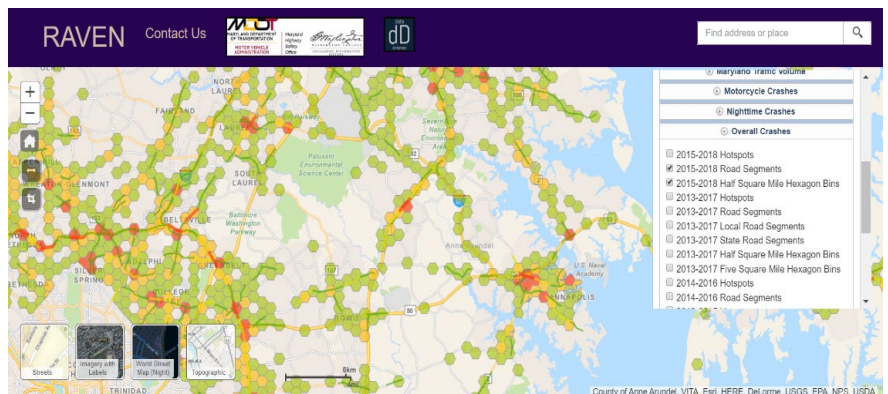 RAVEN
Contact Us
MARYLAND DEPARTMENT
OF TRANSPORTATION
MOTOR VEHICLE
ADMINISTRATION
Maryland
Highway
Safety
Office
data
dD
Find address or place
Maryland Traffic Volume
Motorcycle Crashes
Nighttime Crashes
Overall Crashes
2015-2018 Hotspots
2015-2018 Road Segments
2015-2018 Half Square Mile Hexagon Bins
2013-2017 Hotspots
2013-2017 Road Segments
2013-2017 Local Road Segments
2013-2017 State Road Segments
2013-2017 Half Square Mile Hexagon Bins
2013-2017 Five Square Mile Hexagon Bins
2014-2016 Hotspots
2014-2016 Road Segments
+
−
LAUREL
Patuxent
Environmental
Science Center
SOUTH
LAUREL
BELTSVILLE
Baltimore
Washington
Parkway
Anne Arundel
U.S. Naval
Academy
ANNAPOLIS
SILVER
SPRING
BOWIE
50
TRINIDAD
6km
Streets
Imagery with
Labels
World Street
Map (Night)
Topographic
County of Anne Arundel, VITA, Esri, HERE, DeLorme, USGS, EPA, NPS, USDA